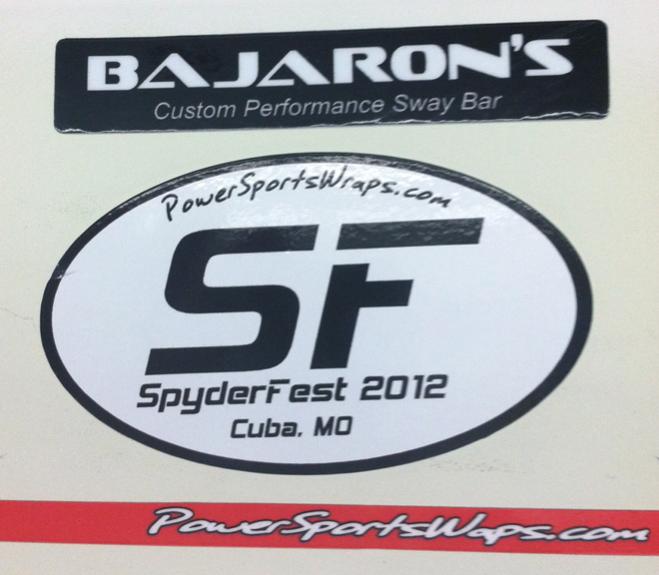 BAJARON'S
Custom Performance Sway Bar
PowerSportsWraps.com
SF
SpyderFest 2012
Cuba, MO
PowerSportsWraps.com